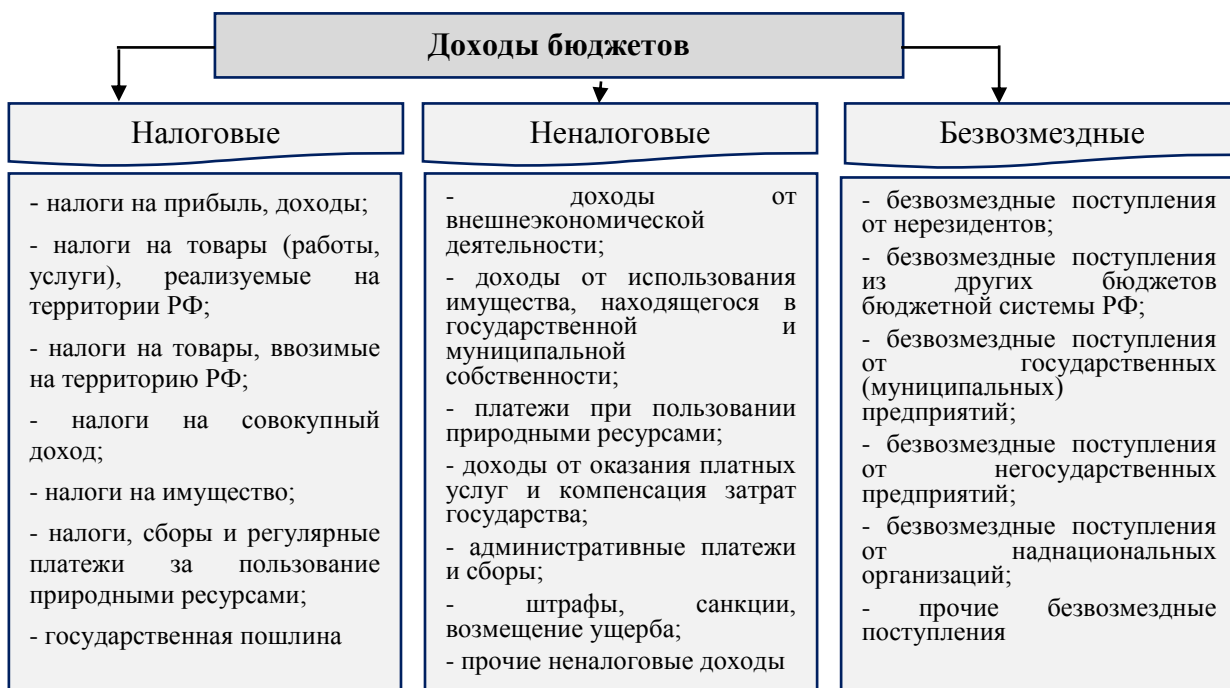 Доходы бюджетов
Налоговые
- налоги на прибыль, доходы;
- налоги на товары (работы,
услуги), реализуемые на
территории РФ;
- налоги на товары, ввозимые
на территорию РФ;
- налоги на совокупный
доход;
- налоги на имущество;
- налоги, сборы и регулярные
платежи за пользование
природными ресурсами;
- государственная пошлина
Неналоговые
- доходы от
внешнеэкономической
деятельности;
- доходы от использования
имущества, находящегося в
государственной и
муниципальной
собственности;
- платежи при пользовании
природными ресурсами;
- доходы от оказания платных
услуг и компенсация затрат
государства;
- административные платежи
и сборы;
- штрафы, санкции,
возмещение ущерба;
- прочие неналоговые доходы
Безвозмездные
- безвозмездные поступления
от нерезидентов;
- безвозмездные поступления
из других бюджетов
бюджетной системы РФ;
- безвозмездные поступления
от государственных
(муниципальных)
предприятий;
- безвозмездные поступления
от негосударственных
предприятий;
- безвозмездные поступления
от наднациональных
организаций;
- прочие безвозмездные
поступления